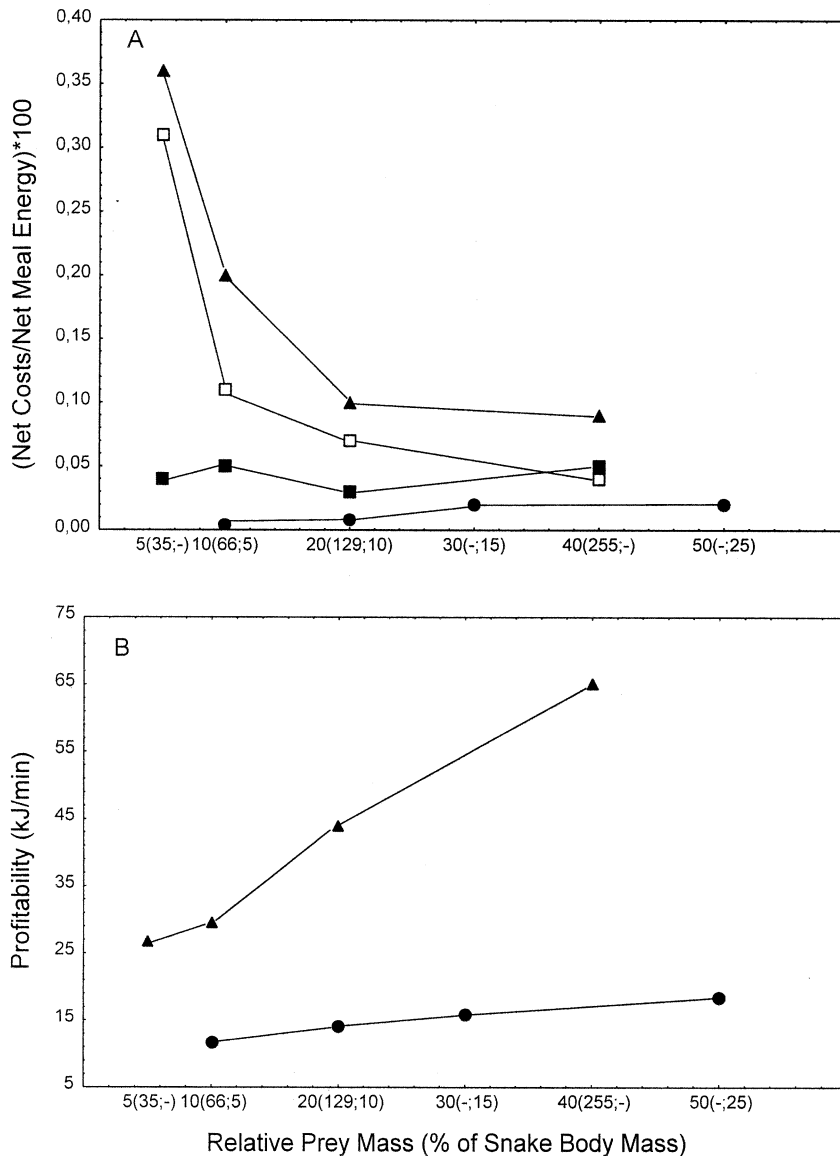 A
(Net Costs/Net Meal Energy)*100
0,40
0,35
0,30
0,25
0,20
0,15
0,10
0,05
0,00
5(35;-) 10(66;5) 20(129;10) 30(-;15) 40(255;-) 50(-;25)
B
Profitability (kJ/min)
75
65
55
45
35
25
15
5
5(35;-) 10(66;5) 20(129;10) 30(-;15) 40(255;-) 50(-;25)
Relative Prey Mass (% of Snake Body Mass)